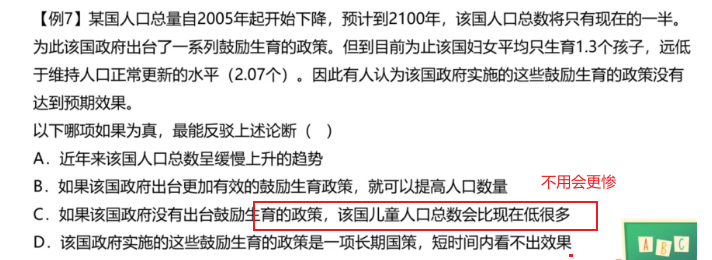 【例7】某国人口总量自2005年起开始下降，预计到2100年，该国人口总数将只有现在的一半。
为此该国政府出台了一系列鼓励生育的政策。但到目前为止该国妇女平均只生育1.3个孩子，远低
于维持人口正常更新的水平（2.07个）。因此有人认为该国政府实施的这些鼓励生育的政策没有
达到预期效果。
以下哪项如果为真，最能反驳上述论断（　）
A．近年来该国人口总数呈缓慢上升的趋势
B．如果该国政府出台更加有效的鼓励生育政策，就可以提高人口数量
不用会更惨
C．如果该国政府没有出台鼓励生育的政策，该国儿童人口总数会比现在低很多
D．该国政府实施的这些鼓励生育的政策是一项长期国策，短时间内看不出效果
A B C